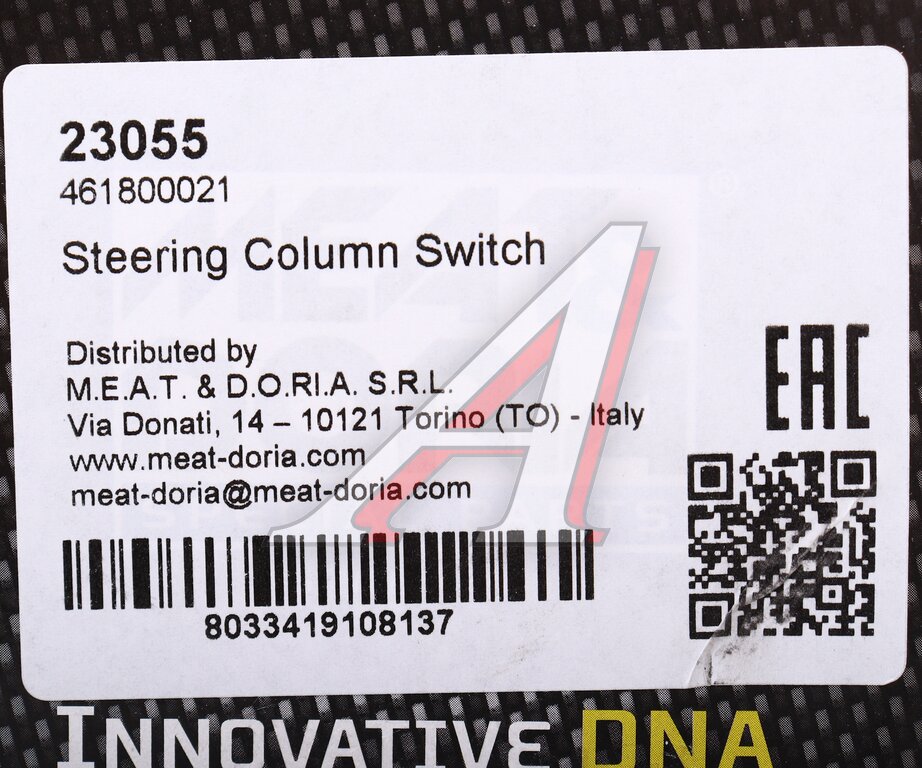 23055
461800021
Steering Column Switch
Distributed by
M.E.A.T. & D.O.RI.A. S.R.L.
Via Donati, 14 – 10121 Torino (TO) - Italy
www.meat-doria.com
meat-doria@meat-doria.com
EAC
8033419108137
INNOVATIVE DNA